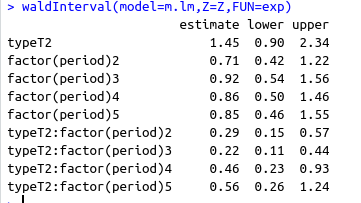 > waldInterval(model=m.lm,Z=Z,FUN=exp)
estimate lower upper
typeT2 1.45 0.90 2.34
factor(period)2 0.71 0.42 1.22
factor(period)3 0.92 0.54 1.56
factor(period)4 0.86 0.50 1.46
factor(period)5 0.85 0.46 1.55
typeT2:factor(period)2 0.29 0.15 0.57
typeT2:factor(period)3 0.22 0.11 0.44
typeT2:factor(period)4 0.46 0.23 0.93
typeT2:factor(period)5 0.56 0.26 1.24